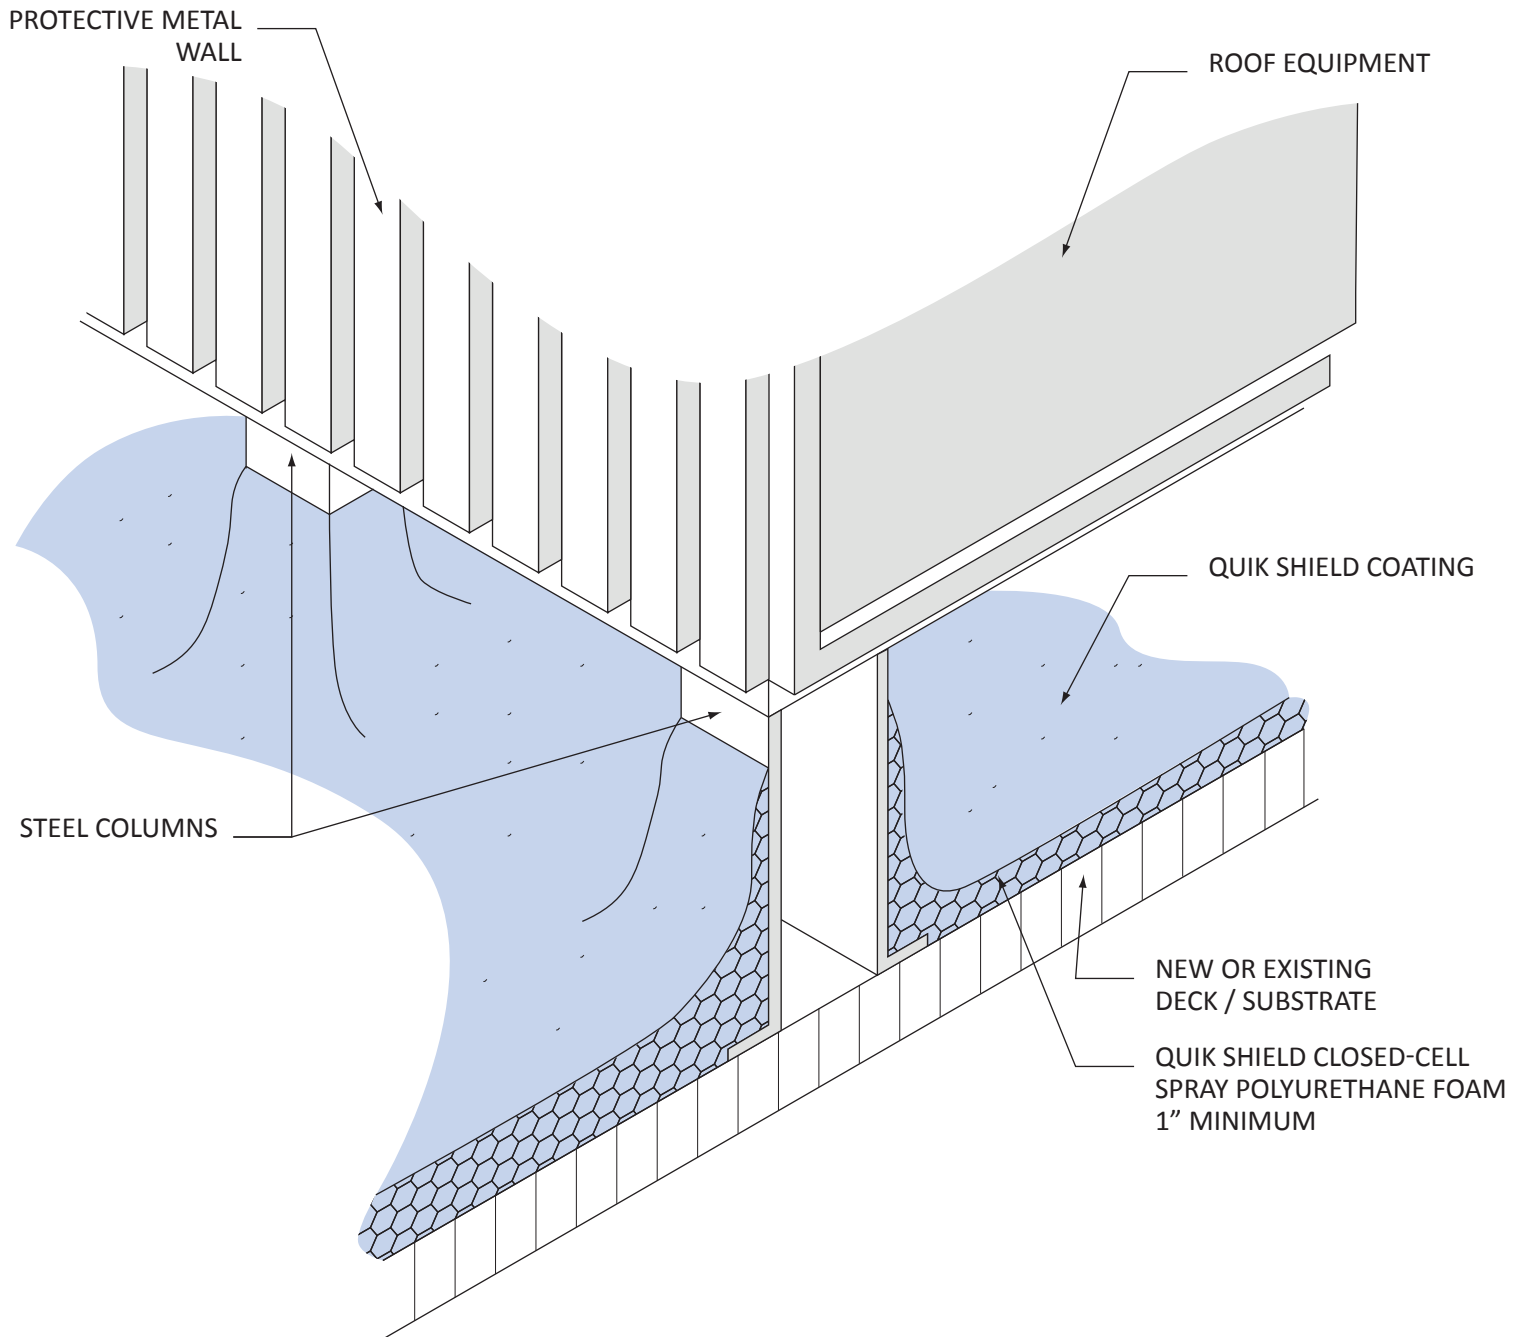 PROTECTIVE METAL
WALL
ROOF EQUIPMENT
QUIK SHIELD COATING
STEEL COLUMNS
NEW OR EXISTING
DECK / SUBSTRATE
QUIK SHIELD CLOSED-CELL
SPRAY POLYURETHANE FOAM
1” MINIMUM